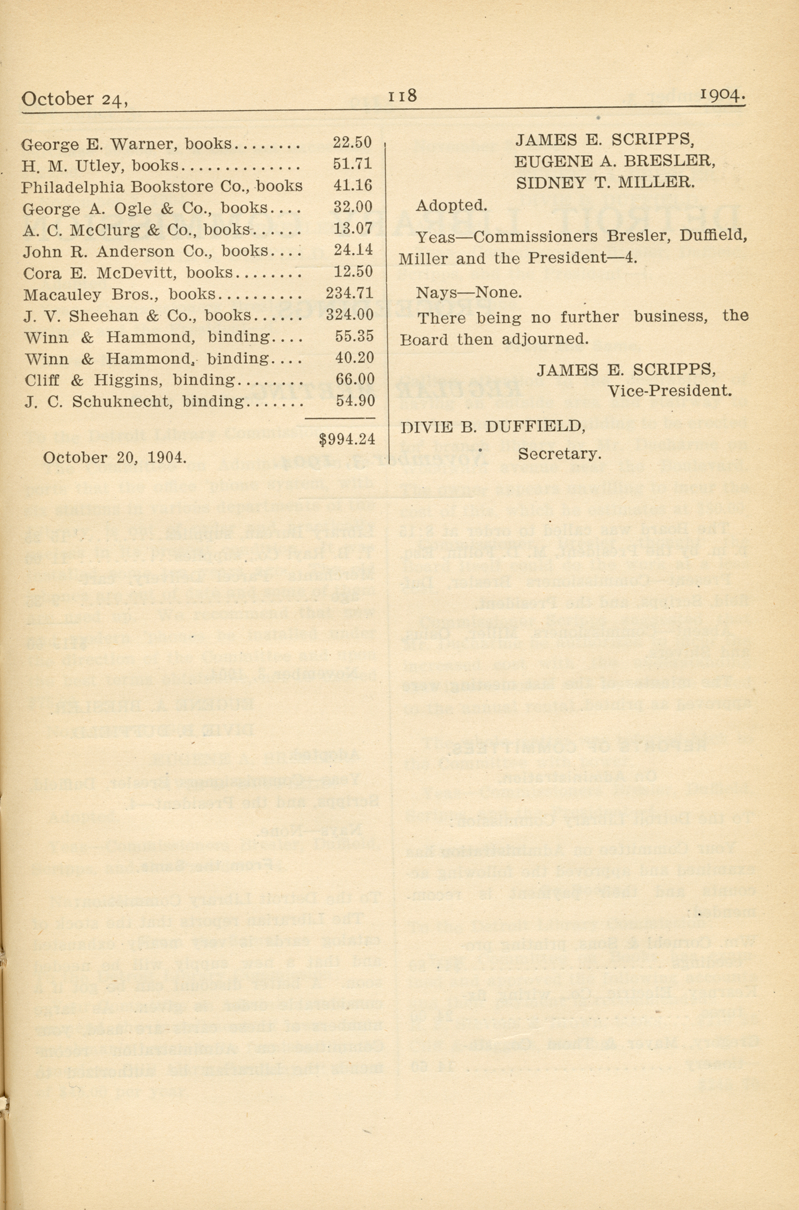 October 24, 118 1904.
George E. Warner, books........ 22.50
H. M. Utley, books.............. 51.71
Philadelphia Bookstore Co., books 41.16
George A. Ogle & Co., books.... 32.00
A. C. McClurg & Co., books...... 13.07
John R. Anderson Co., books.... 24.14
Cora E. McDevitt, books........ 12.50
Macauley Bros., books.......... 234.71
J. V. Sheehan & Co., books...... 324.00
Winn & Hammond, binding.... 55.35
Winn & Hammond, binding.... 40.20
Cliff & Higgins, binding........ 66.00
J. C. Schuknecht, binding....... 54.90
$994.24
October 20, 1904.
JAMES E. SCRIPPS,
EUGENE A. BRESLER,
SIDNEY T. MILLER.
Adopted.
Yeas—Commissioners Bresler, Duffield,
Miller and the President—4.
Nays—None.
There being no further business, the
Board then adjourned.
JAMES E. SCRIPPS,
Vice-President.
DIVIE B. DUFFIELD,
Secretary.